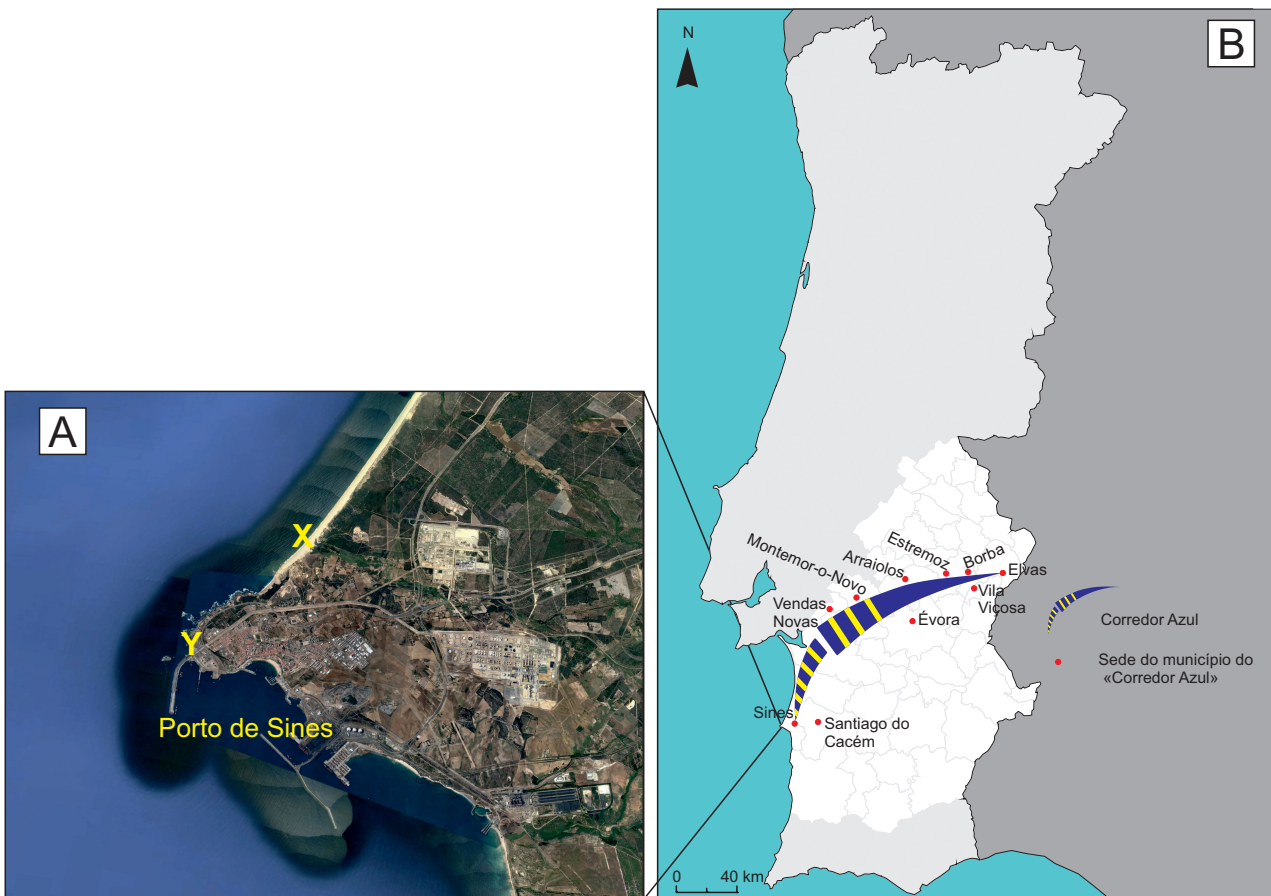 A
X
Y
Porto de Sines
N
B
Montemor-o-Novo
Arraiolos
Estremoz
Borba
Elvas
Vendas
Novas
Évora
Vila
Viçosa
Sines
Santiago do
Cacém
Corredor Azul
Sede do município do
«Corredor Azul»
0 40 km